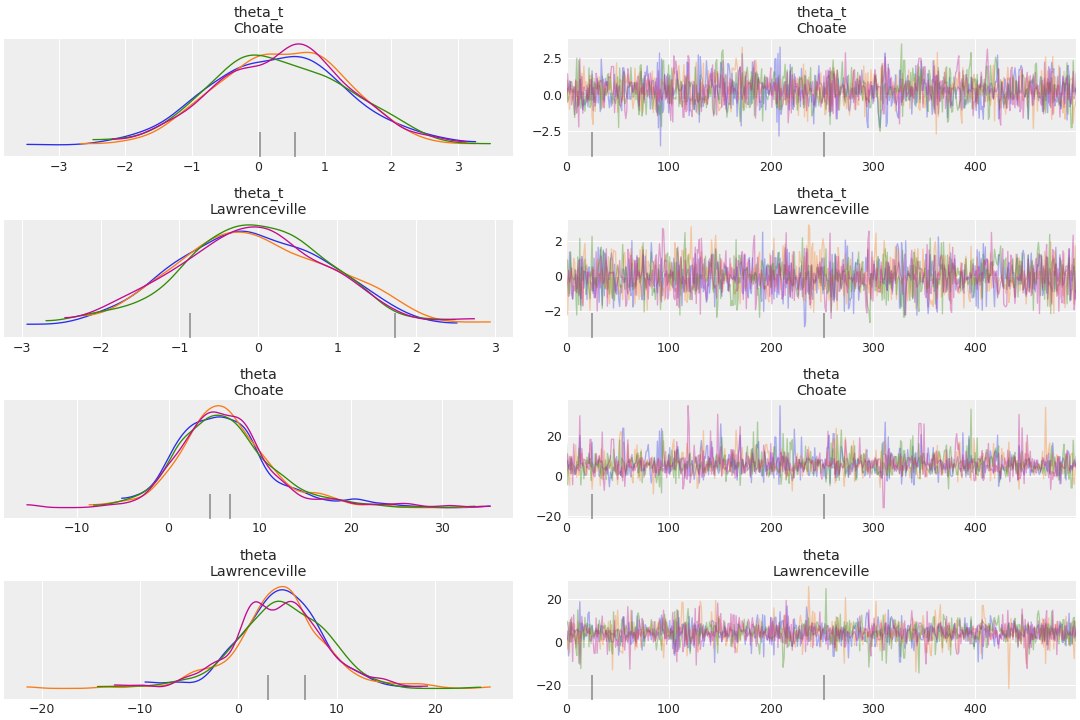 theta_t
Choate
−3 −2 −1 0 1 2 3
theta_t
Choate
2.5
0.0
−2.5
0 100 200 300 400
theta_t
Lawrenceville
−3 −2 −1 0 1 2 3
theta_t
Lawrenceville
2
0
−2
0 100 200 300 400
theta
Choate
−10 0 10 20 30
theta
Choate
20
0
−20
0 100 200 300 400
theta
Lawrenceville
−20 −10 0 10 20
theta
Lawrenceville
20
0
−20
0 100 200 300 400